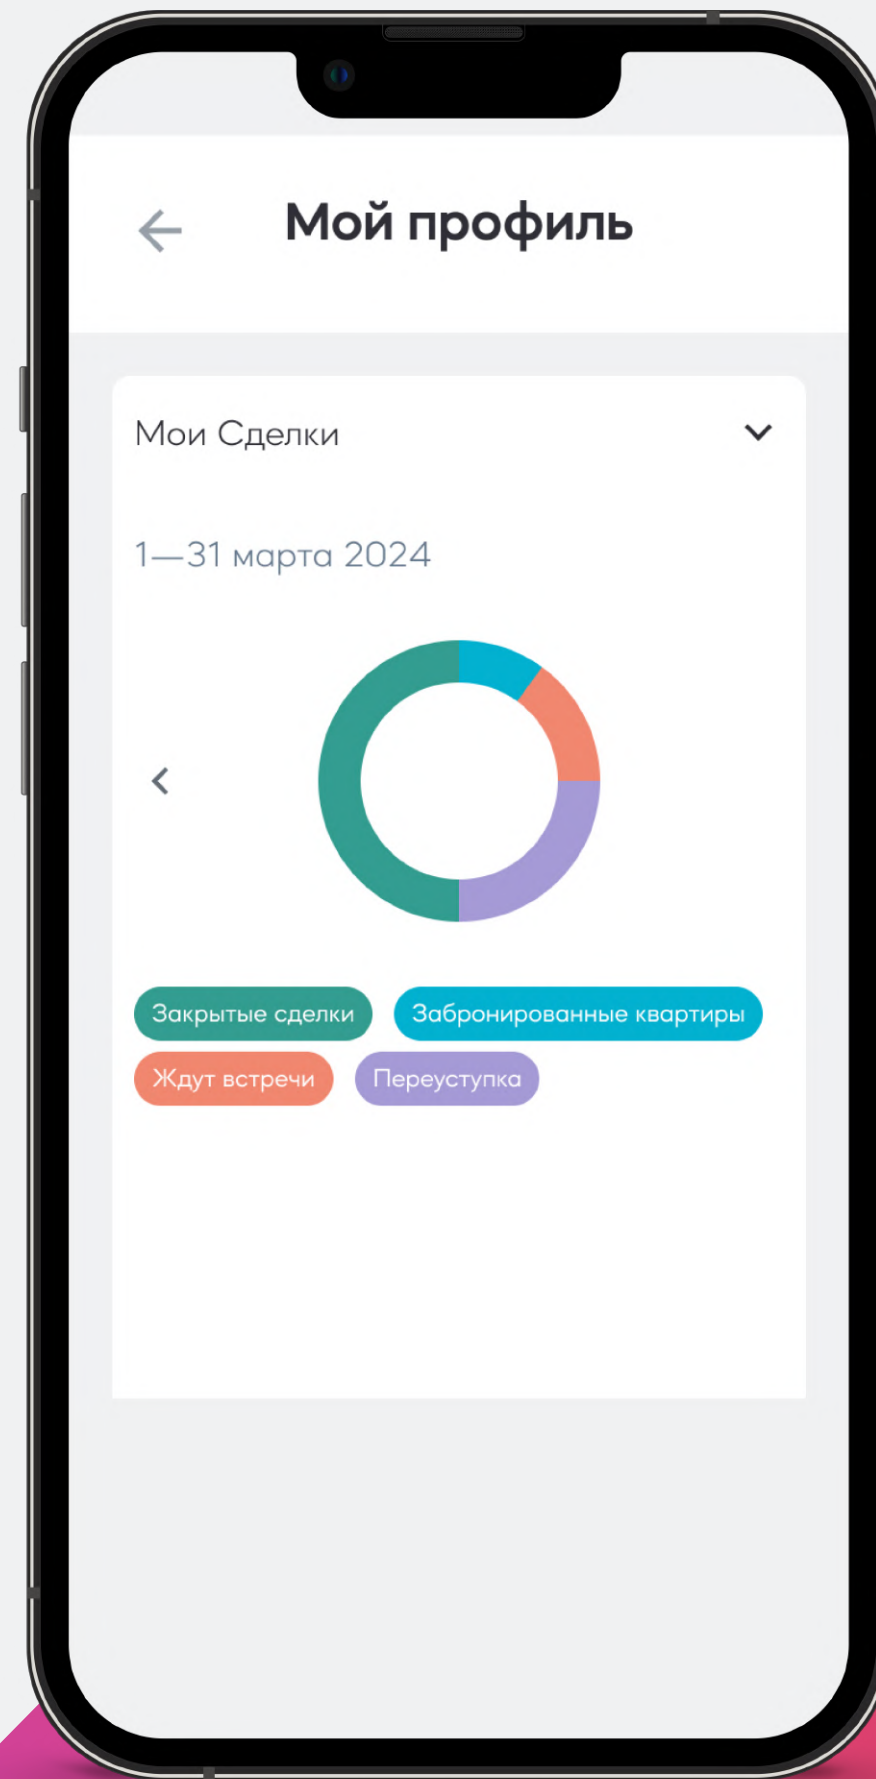 Мой профиль
Мои Сделки
1—31 марта 2024
Закрытые сделки
Забронированные квартиры
Ждут встречи
Переуступка